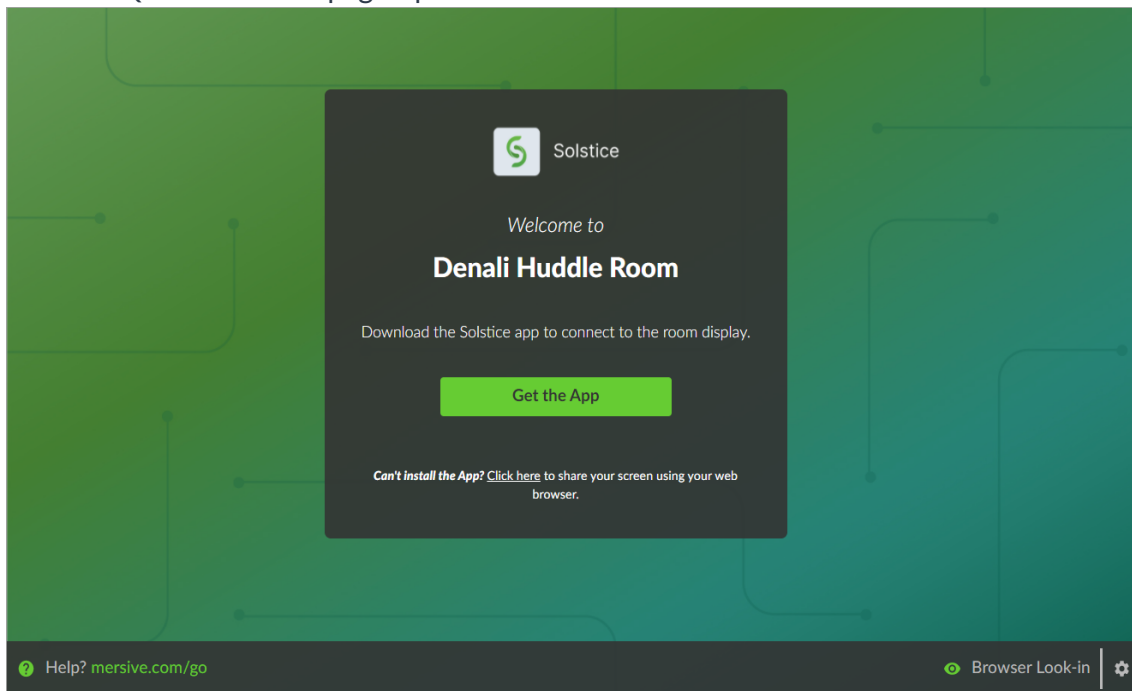 Solstice
Welcome to
Denali Huddle Room
Download the Solstice app to connect to the room display.
Get the App
Can't install the App? Click here to share your screen using your web
browser.
Help? mersive.com/go
Browser Look-in